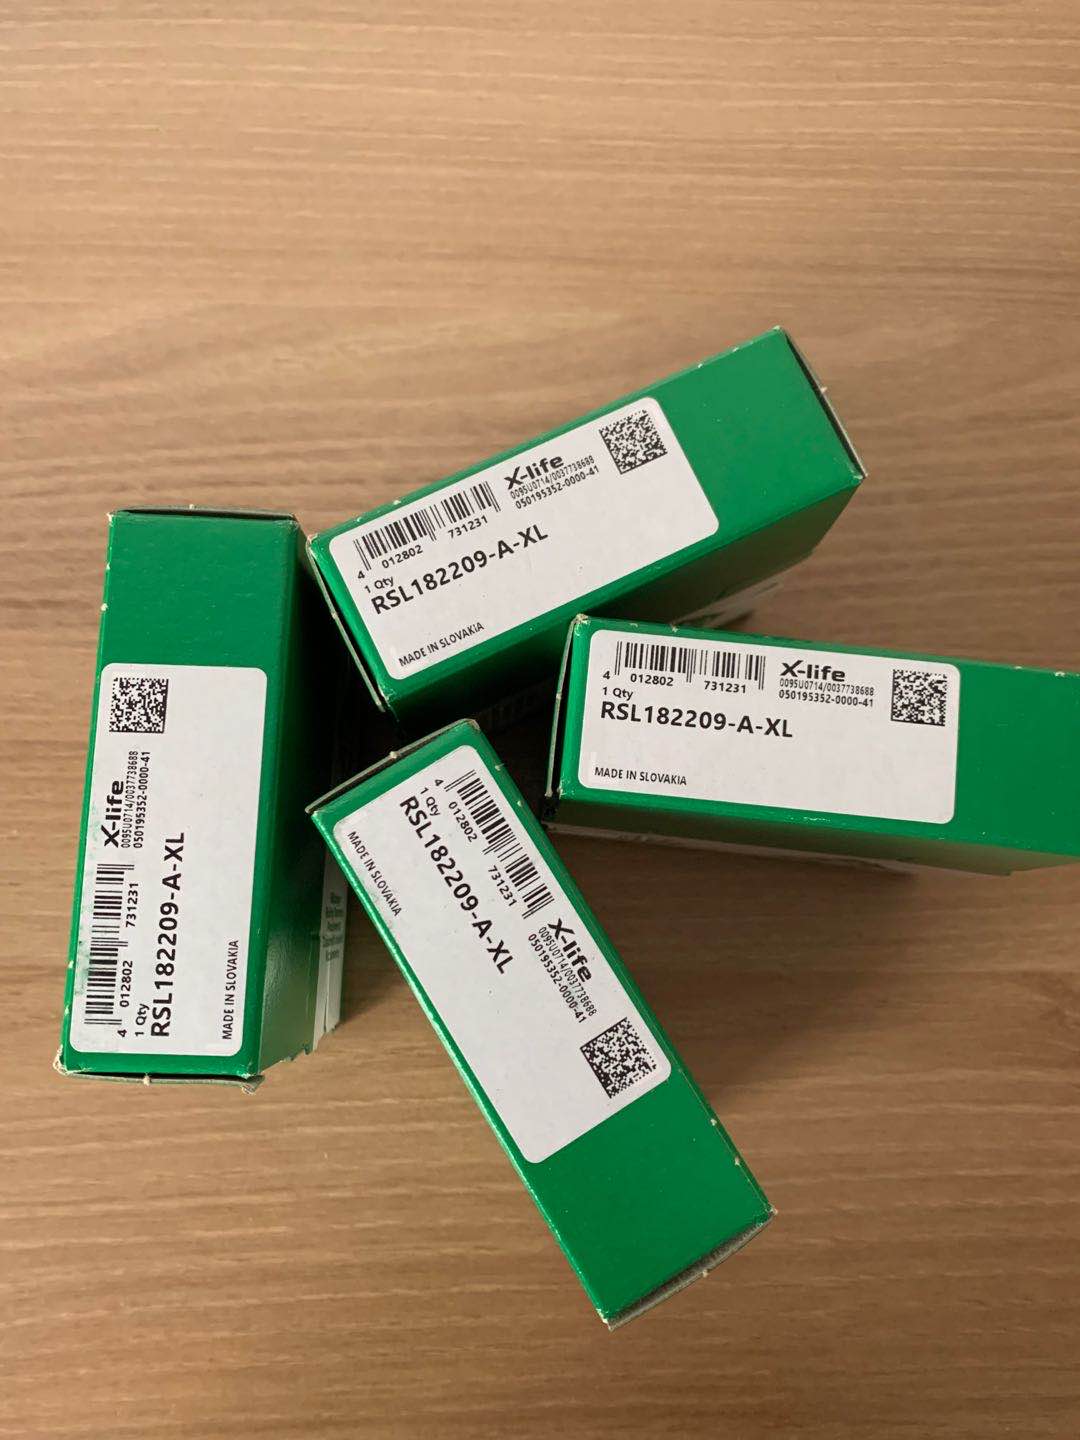 4 012802 731231
X-life
0095U0714/0037738688
050195352-0000-41
1 Qty
RSL182209-A-XL
MADE IN SLOVAKIA
4 012802 731231
X-life
0095U0714/0037738688
050195352-0000-41
1 Qty
RSL182209-A-XL
MADE IN SLOVAKIA
4 012802 731231
X-life
0095U0714/0037738688
050195352-0000-41
1 Qty
RSL182209-A-XL
MADE IN SLOVAKIA
4 012802 731231
X-life
0095U0714/0037738688
050195352-0000-41
1 Qty
RSL182209-A-XL
MADE IN SLOVAKIA